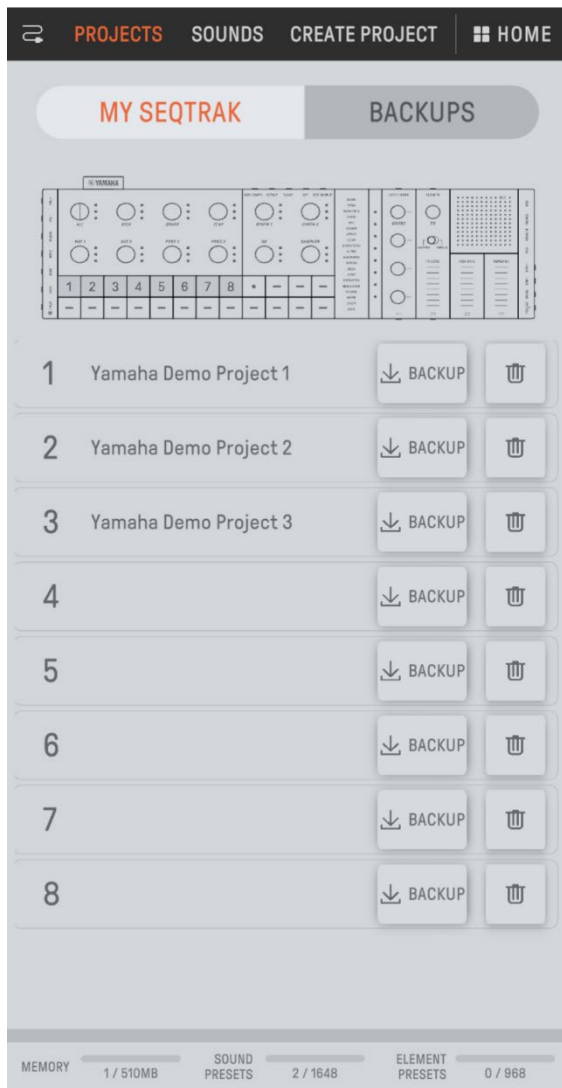 PROJECTS SOUNDS CREATE PROJECT HOME
MY SEQTRAK BACKUPS
YAMAHA
1 2 3 4 5 6 7 8
1 Yamaha Demo Project 1 BACKUP
2 Yamaha Demo Project 2 BACKUP
3 Yamaha Demo Project 3 BACKUP
4 BACKUP
5 BACKUP
6 BACKUP
7 BACKUP
8 BACKUP
MEMORY 1 / 510MB SOUND PRESETS 2 / 1648 ELEMENT PRESETS 0 / 968